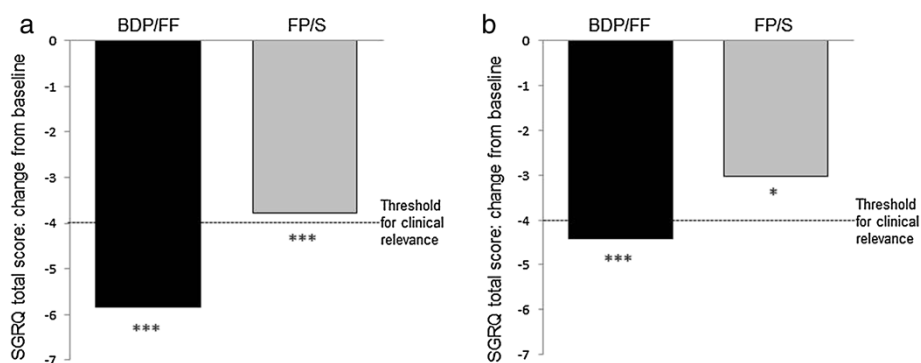 a
BDP/FF FP/S
SGRQ total score: change from baseline
0
-1
-2
-3
-4
-5
-6
-7
Threshold
for clinical
relevance
***
***
b
BDP/FF FP/S
SGRQ total score: change from baseline
0
-1
-2
-3
-4
-5
-6
-7
*
Threshold
for clinical
relevance
***